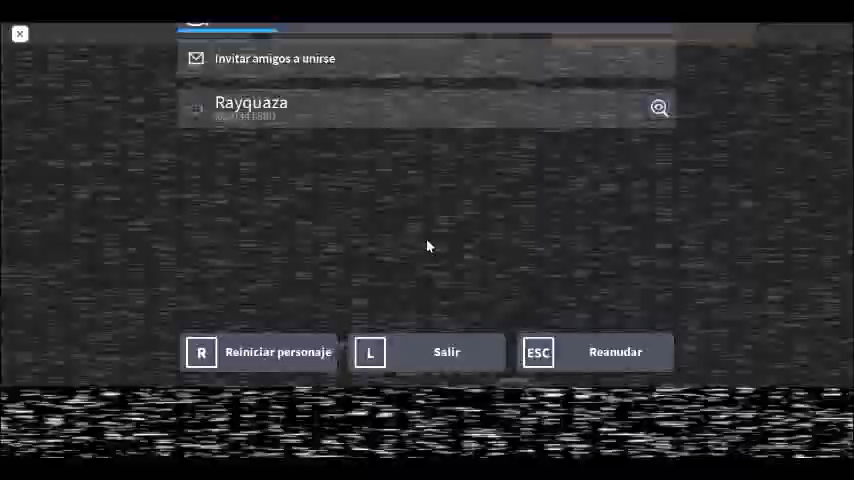 Invitar amigos a unirse
Rayquaza
R Reiniciar personaje
L Salir
ESC Reanudar